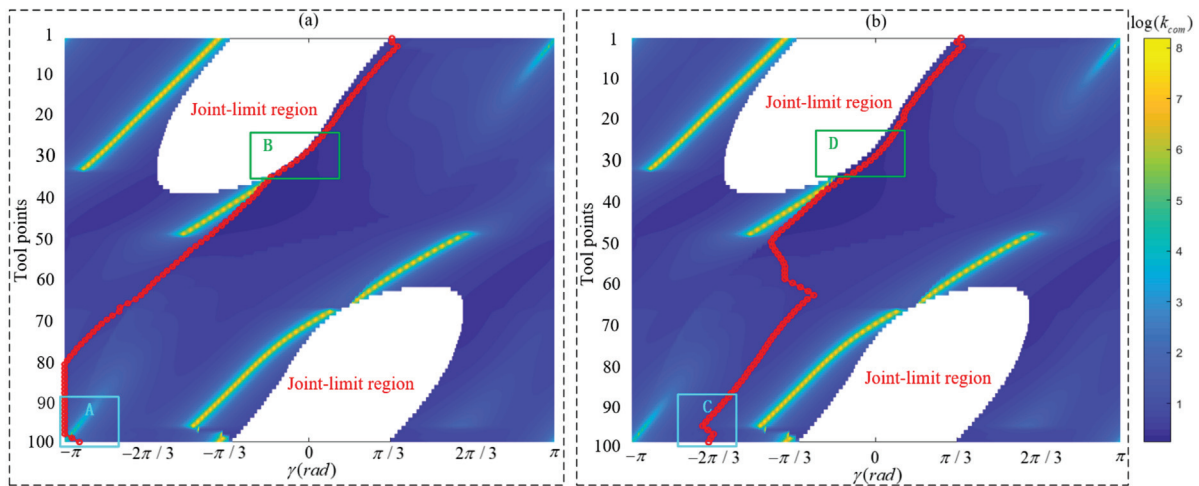 (a)
1
10
20
30
40
50
60
70
80
90
100
Tool points
Joint-limit region
B
Joint-limit region
A
−π
−2π / 3
−π / 3
0
π / 3
2π / 3
π
γ(rad)
(b)
1
10
20
30
40
50
60
70
80
90
100
Tool points
Joint-limit region
D
Joint-limit region
C
−π
−2π / 3
−π / 3
0
π / 3
2π / 3
π
γ(rad)
log(k_com)
8
7
6
5
4
3
2
1